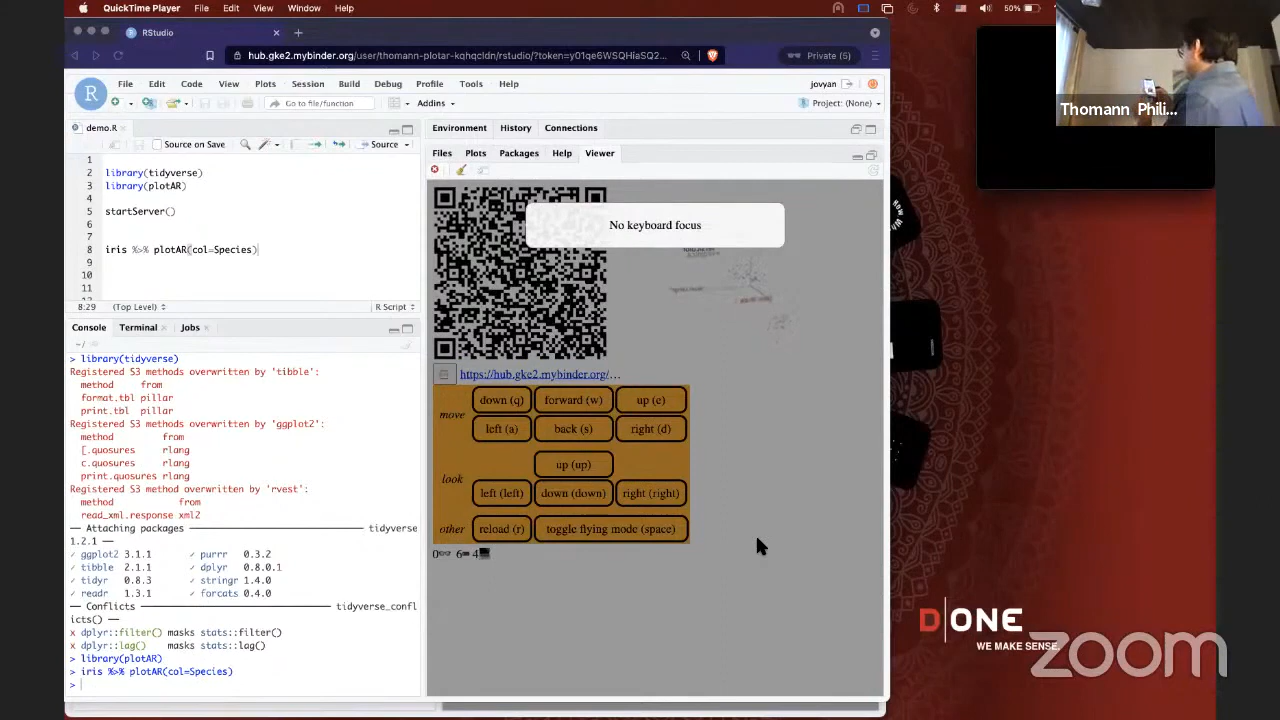 QuickTime Player File Edit View Window Help
50%
RStudio
hub.gke2.mybinder.org/user/thomann-plotar-kqhqcldn/rstudio/?token=y01qe6WSQHiaSQ2...
Private (5)
R File Edit Code View Plots Session Build Debug Profile Tools Help
jovyan
Go to file/function
Addins
Project: (None)
demo.R
Source on Save
Source
1
2 library(tidyverse)
3 library(plotAR)
4
5 startServer()
6
7
8 iris %>% plotAR(col=Species)
9
10
11
8:29 (Top Level) R Script
Console Terminal Jobs
~/
> library(tidyverse)
Registered S3 methods overwritten by 'tibble':
method from
format.tbl pillar
print.tbl pillar
Registered S3 methods overwritten by 'ggplot2':
method from
[.quosures rlang
c.quosures rlang
print.quosures rlang
Registered S3 method overwritten by 'rvest':
method from
read_xml.response xml2
— Attaching packages ——— tidyverse
1.2.1 —
✓ ggplot2 3.1.1 ✓ purrr 0.3.2
✓ tibble 2.1.1 ✓ dplyr 0.8.0.1
✓ tidyr 0.8.3 ✓ stringr 1.4.0
✓ readr 1.3.1 ✓ forcats 0.4.0
— Conflicts ——— tidyverse_confl
icts() —
x dplyr::filter() masks stats::filter()
x dplyr::lag() masks stats::lag()
> library(plotAR)
> iris %>% plotAR(col=Species)
>
Environment History Connections
Files Plots Packages Help Viewer
No keyboard focus
https://hub.gke2.mybinder.org/…
move down (q) forward (w) up (e)
left (a) back (s) right (d)
look up (up)
left (left) down (down) right (right)
other reload (r) toggle flying mode (space)
0 6 4
Thomann Phili...
D|ONE
WE MAKE SENSE.
zoom